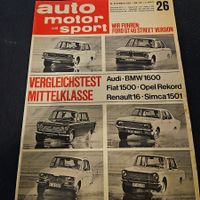 auto
motor
und
sport
26
WIR FUHREN:
FORD GT 40 STREET VERSION
VERGLEICHSTEST
MITTELKLASSE
Audi · BMW 1600
Fiat 1500 · Opel Rekord
Renault 16 · Simca 1501